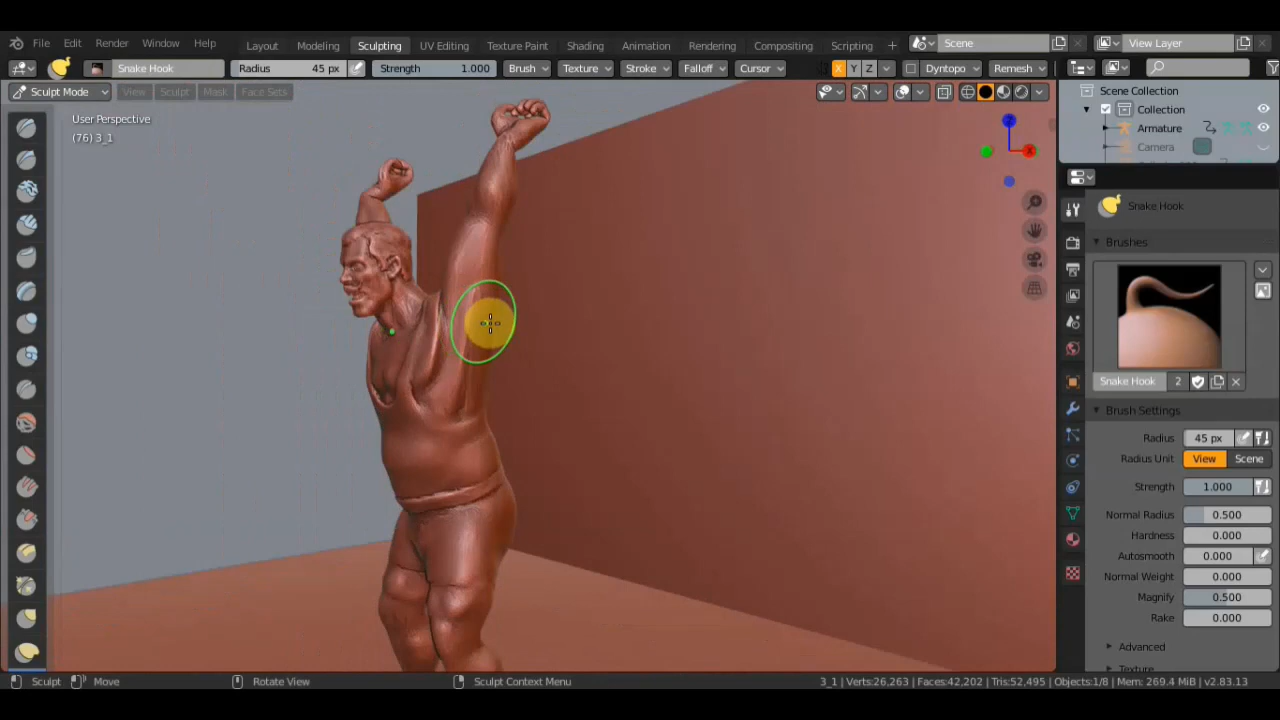 File Edit Render Window Help Layout Modeling Sculpting UV Editing Texture Paint Shading Animation Rendering Compositing Scripting + Scene View Layer
Snake Hook Radius 45 px Strength 1.000 Brush Texture Stroke Falloff Cursor X Y Z Dyntopo Remesh
Sculpt Mode View Sculpt Mask Face Sets
Scene Collection
Collection
Armature
Camera
User Perspective
(76) 3_1
Z
X
Snake Hook
Brushes
Snake Hook 2
Brush Settings
Radius 45 px
Radius Unit View Scene
Strength 1.000
Normal Radius 0.500
Hardness 0.000
Autosmooth 0.000
Normal Weight 0.000
Magnify 0.500
Rake 0.000
Advanced
Texture
Sculpt Move Rotate View Sculpt Context Menu 3_1 | Verts:26,263 | Faces:42,202 | Tris:52,495 | Objects:1/8 | Mem: 269.4 MiB | v2.83.13